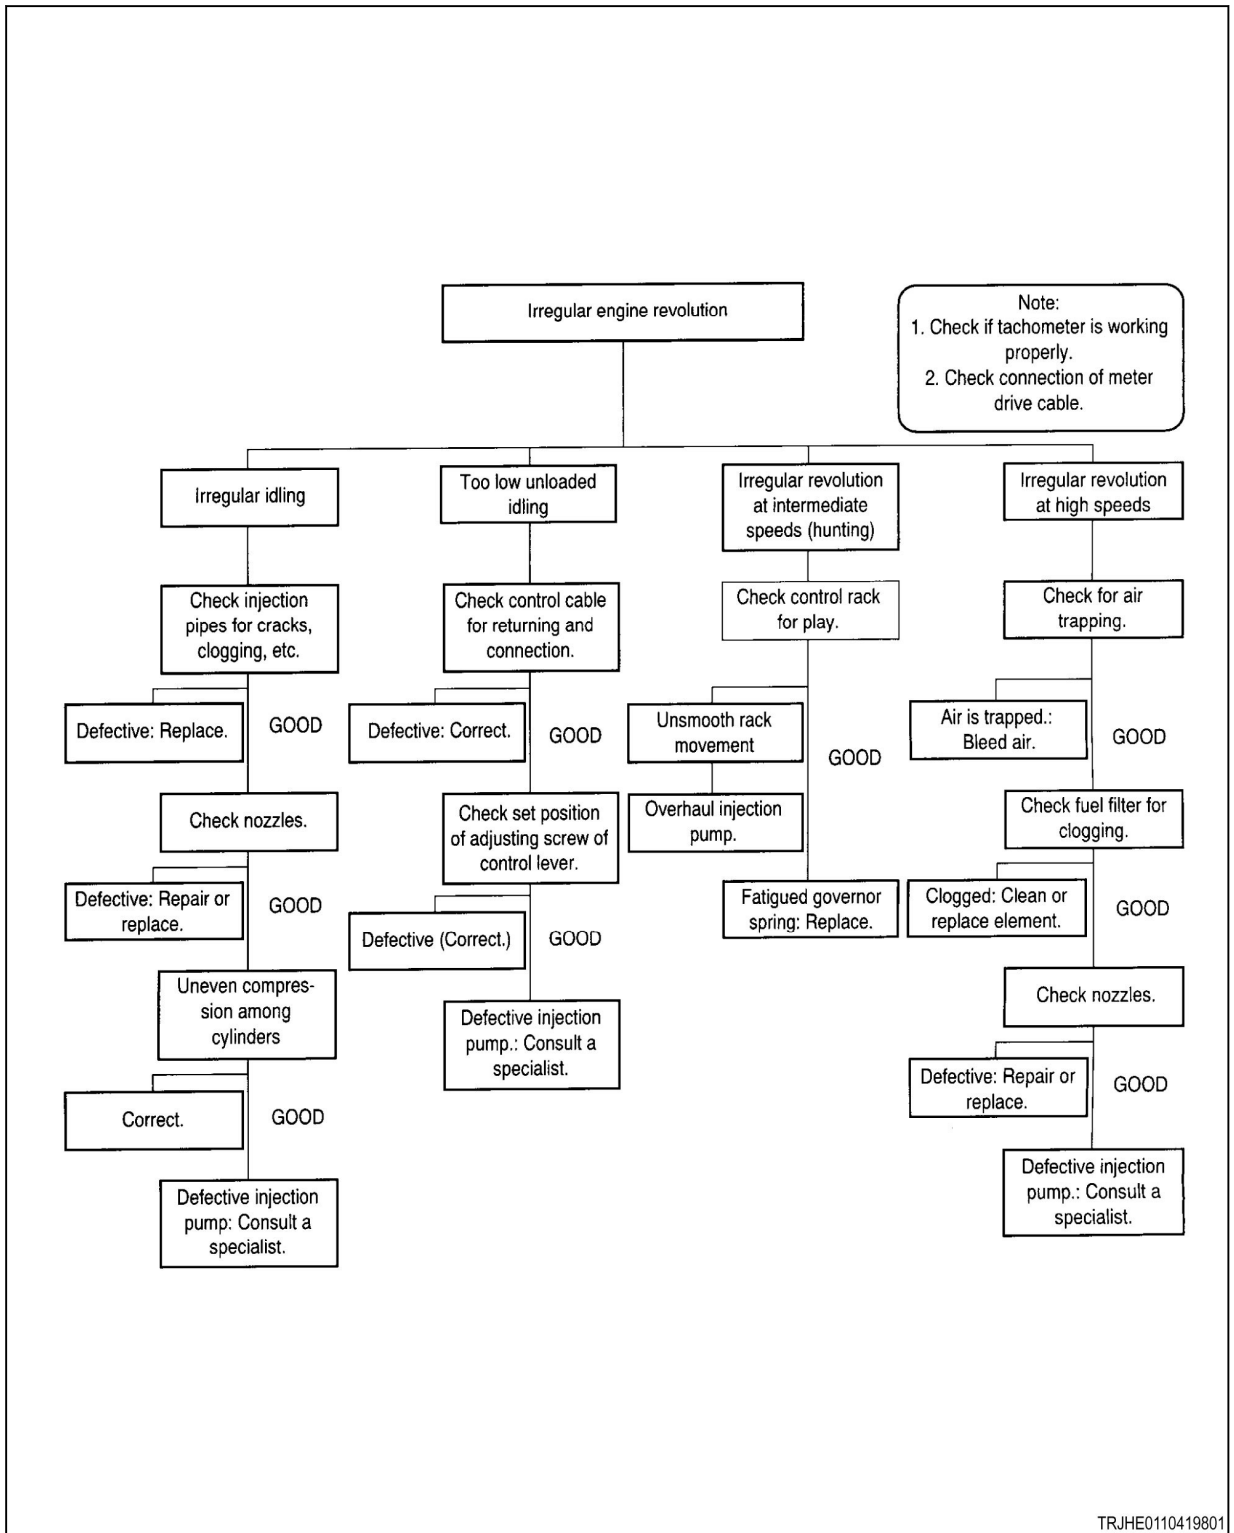 Irregular engine revolution
Note:
1. Check if tachometer is working
properly.
2. Check connection of meter
drive cable.
Irregular idling
Check injection
pipes for cracks,
clogging, etc.
Defective: Replace.
GOOD
Check nozzles.
Defective: Repair or
replace.
GOOD
Uneven compres-
sion among
cylinders
Correct.
GOOD
Defective injection
pump: Consult a
specialist.
Too low unloaded
idling
Check control cable
for returning and
connection.
Defective: Correct.
GOOD
Check set position
of adjusting screw of
control lever.
Defective (Correct.)
GOOD
Defective injection
pump.: Consult a
specialist.
Irregular revolution
at intermediate
speeds (hunting)
Check control rack
for play.
Unsmooth rack
movement
GOOD
Overhaul injection
pump.
Fatigued governor
spring: Replace.
Irregular revolution
at high speeds
Check for air
trapping.
Air is trapped.:
Bleed air.
GOOD
Check fuel filter for
clogging.
Clogged: Clean or
replace element.
GOOD
Check nozzles.
Defective: Repair or
replace.
GOOD
Defective injection
pump.: Consult a
specialist.
TRJHE0110419801